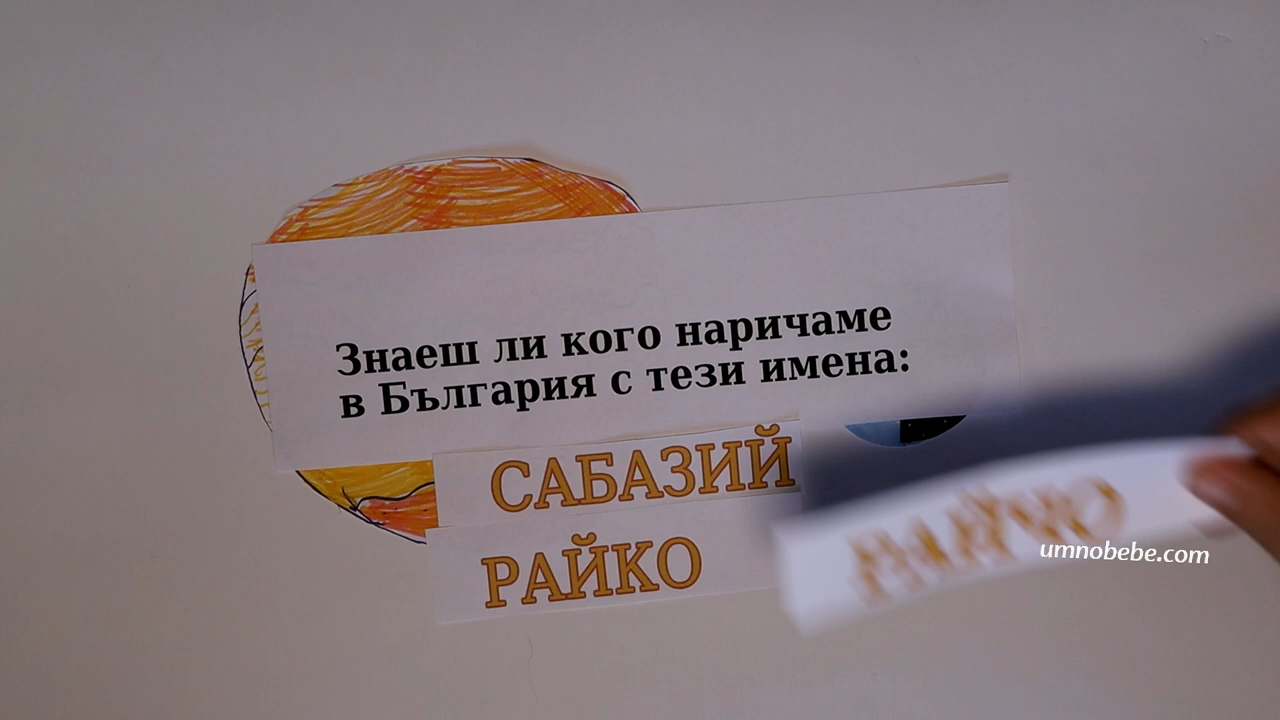 Знаеш ли кого наричаме
в България с тези имена:
САБАЗИЙ
РАЙКО
umnobebe.com